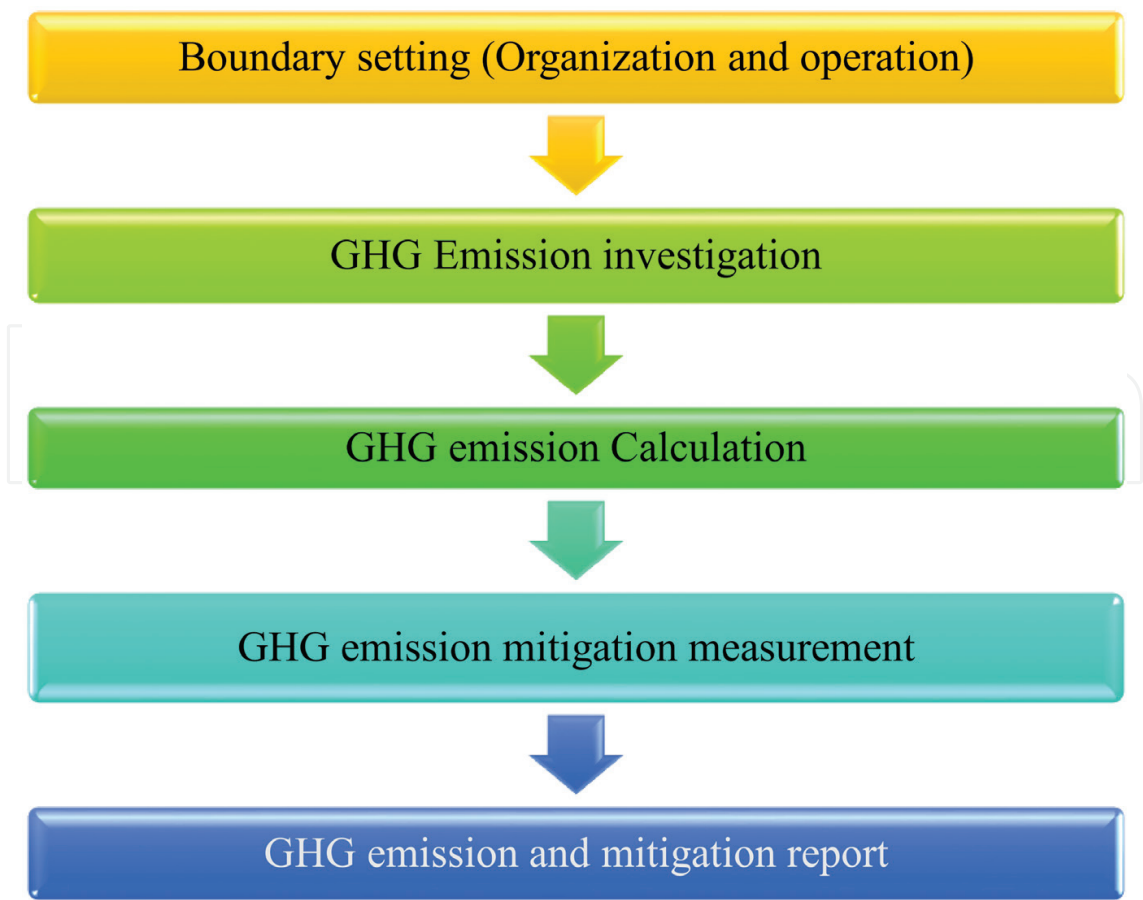 Boundary setting (Organization and operation)
GHG Emission investigation
GHG emission Calculation
GHG emission mitigation measurement
GHG emission and mitigation report